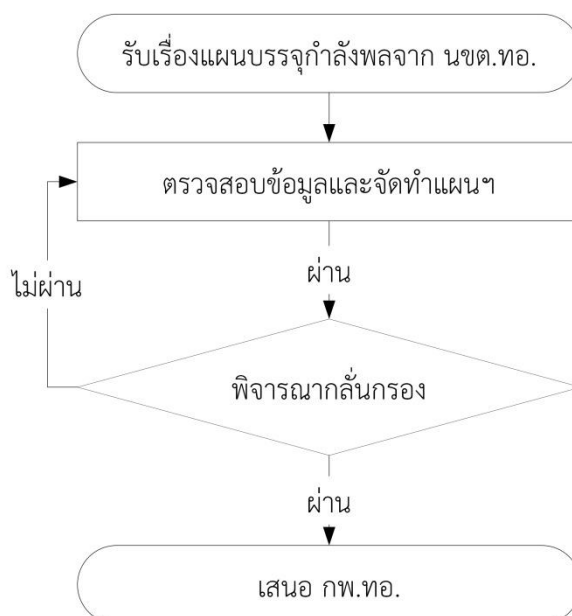 รับเรื่องแผนบรรจุกำลังพลจาก นขต.ทอ.
ตรวจสอบข้อมูลและจัดทำแผนฯ
ผ่าน
ไม่ผ่าน
พิจารณากลั่นกรอง
ผ่าน
เสนอ กพ.ทอ.